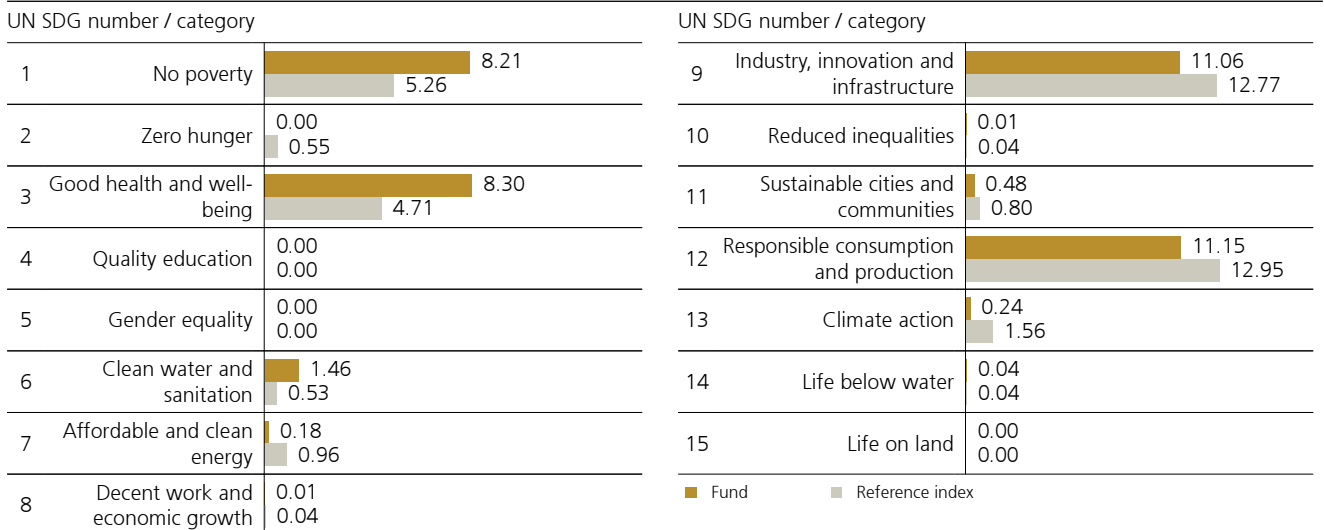 UN SDG number / category
1 No poverty 8.21
5.26
2 Zero hunger 0.00
0.55
3 Good health and well-
being 8.30
4.71
4 Quality education 0.00
0.00
5 Gender equality 0.00
0.00
6 Clean water and
sanitation 1.46
0.53
7 Affordable and clean
energy 0.18
0.96
8 Decent work and
economic growth 0.01
0.04
UN SDG number / category
9 Industry, innovation and
infrastructure 11.06
12.77
10 Reduced inequalities 0.01
0.04
11 Sustainable cities and
communities 0.48
0.80
12 Responsible consumption
and production 11.15
12.95
13 Climate action 0.24
1.56
14 Life below water 0.04
0.04
15 Life on land 0.00
0.00
Fund Reference index